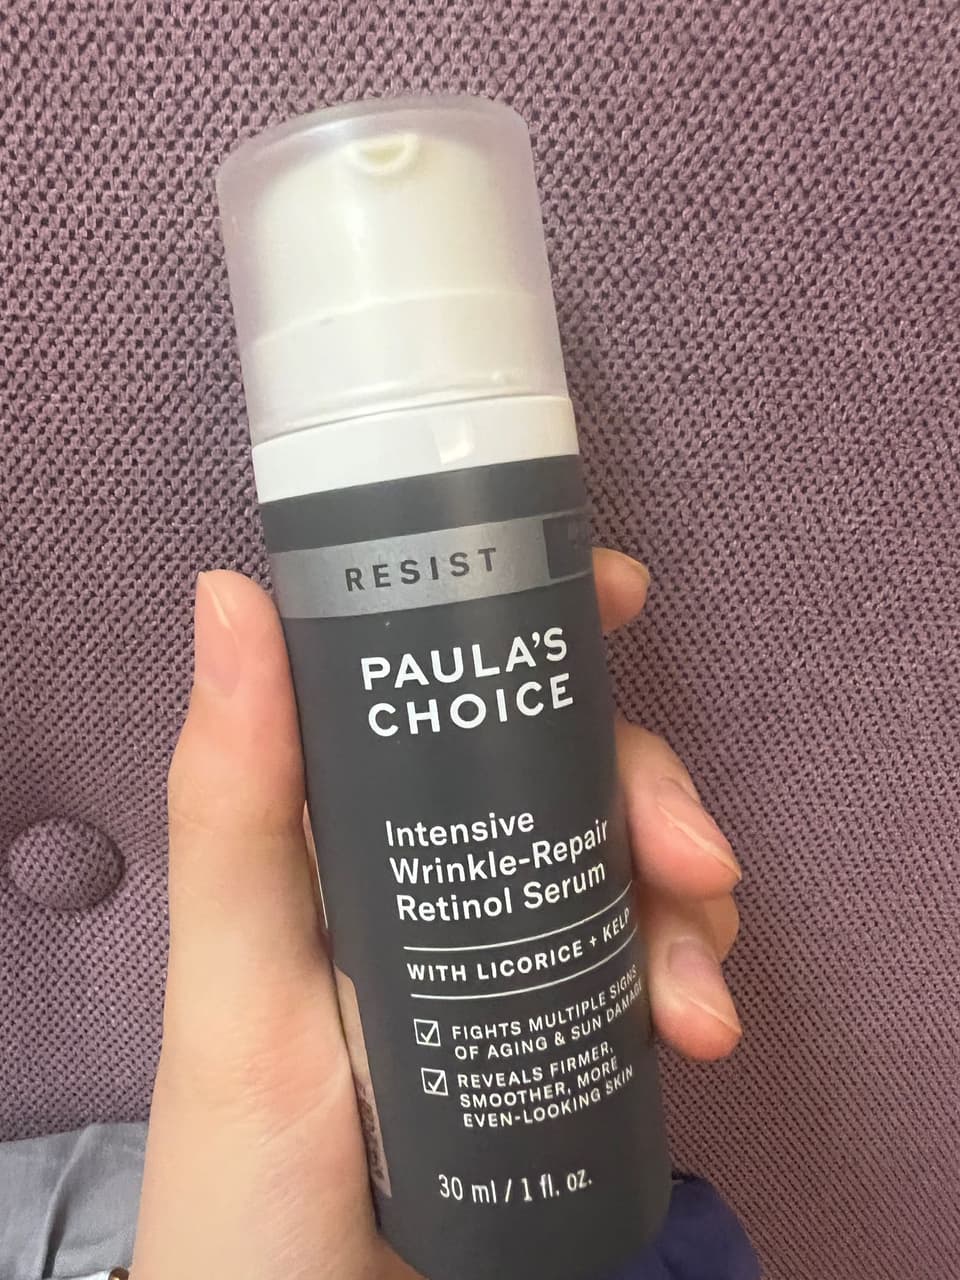 RESIST
PAULA'S
CHOICE
Intensive
Wrinkle-Repair
Retinol Serum
WITH LICORICE + KELP
FIGHTS MULTIPLE SIGNS
OF AGING & SUN DAMAGE
REVEALS FIRMER,
SMOOTHER, MORE
EVEN-LOOKING SKIN
30 ml / 1 fl. oz.